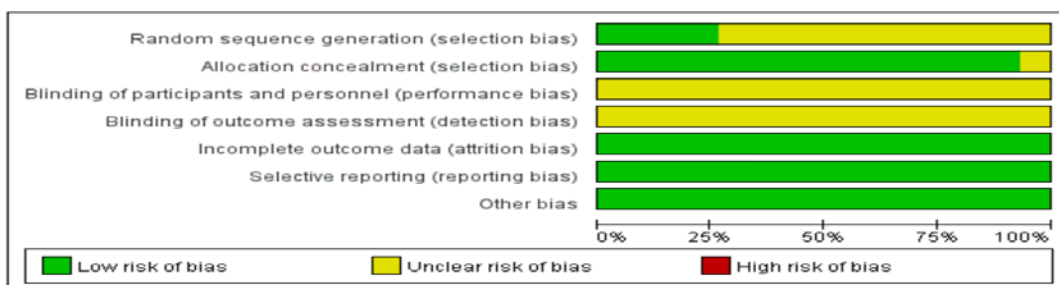 Random sequence generation (selection bias)
Allocation concealment (selection bias)
Blinding of participants and personnel (performance bias)
Blinding of outcome assessment (detection bias)
Incomplete outcome data (attrition bias)
Selective reporting (reporting bias)
Other bias
0% 25% 50% 75% 100%
Low risk of bias Unclear risk of bias High risk of bias